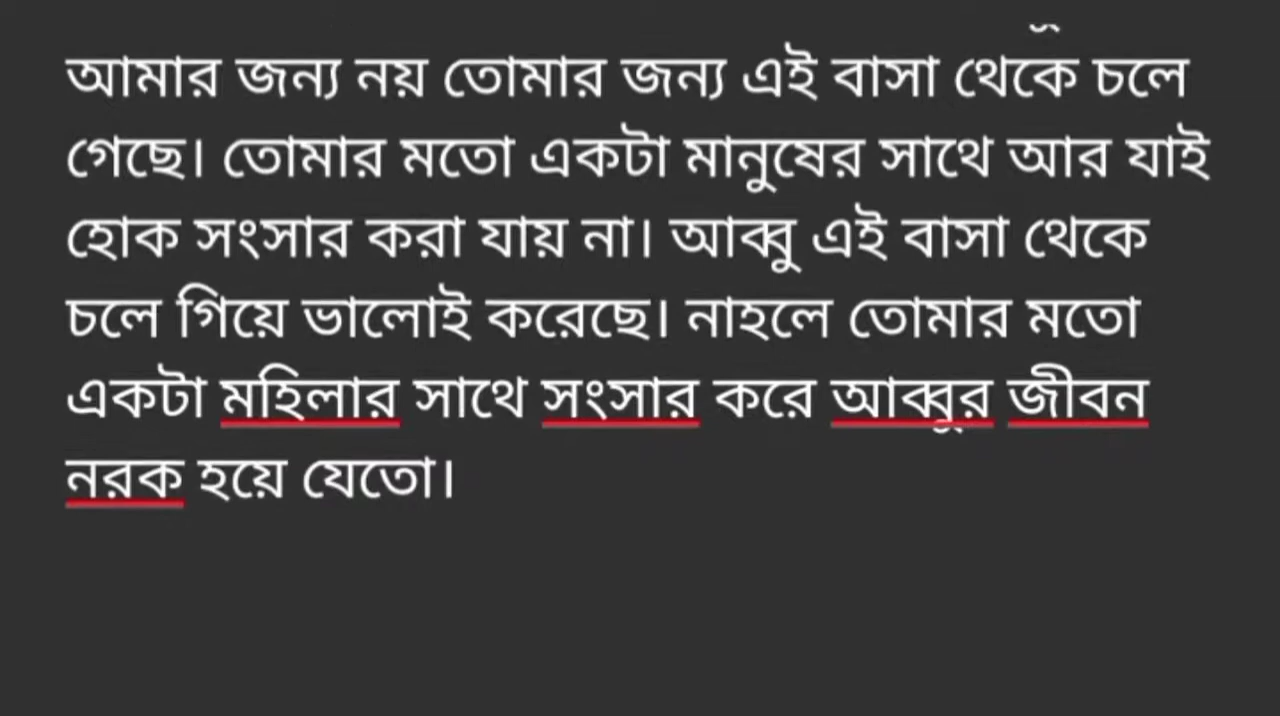 আমার জন্য নয় তোমার জন্য এই বাসা থেকে চলে
গেছে। তোমার মতো একটা মানুষের সাথে আর যাই
হোক সংসার করা যায় না। আব্বু এই বাসা থেকে
চলে গিয়ে ভালোই করেছে। নাহলে তোমার মতো
একটা মহিলার সাথে সংসার করে আব্বুর জীবন
নরক হয়ে যেতো।